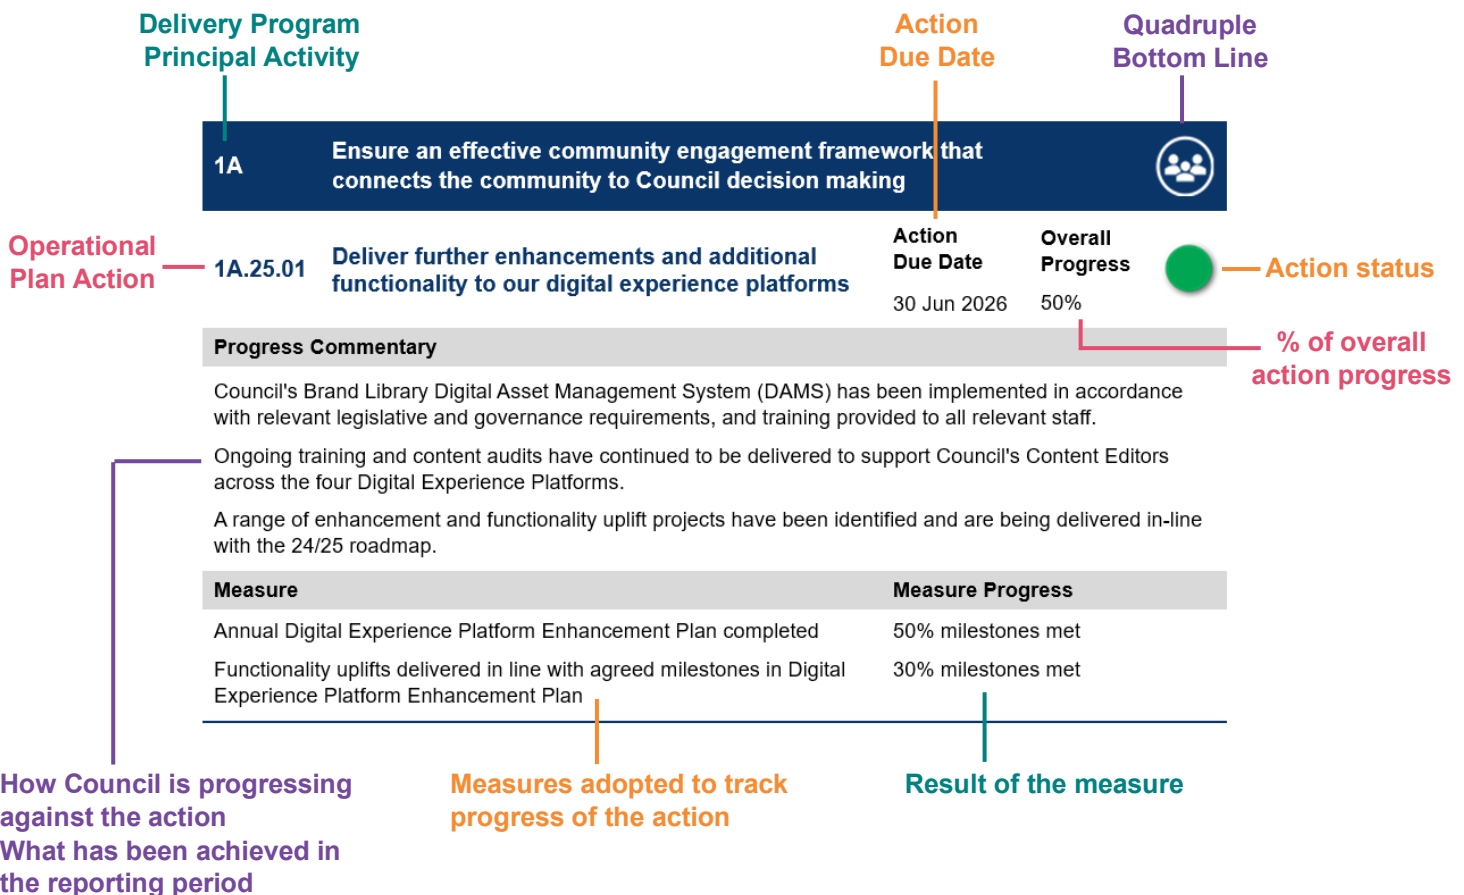 Delivery Program
Principal Activity
Action
Due Date
Quadruple
Bottom Line
1A
Ensure an effective community engagement framework that
connects the community to Council decision making
Operational
Plan Action
1A.25.01
Deliver further enhancements and additional
functionality to our digital experience platforms
Action
Due Date
30 Jun 2026
Overall
Progress
50%
Action status
% of overall
action progress
Progress Commentary
Council's Brand Library Digital Asset Management System (DAMS) has been implemented in accordance
with relevant legislative and governance requirements, and training provided to all relevant staff.
Ongoing training and content audits have continued to be delivered to support Council's Content Editors
across the four Digital Experience Platforms.
A range of enhancement and functionality uplift projects have been identified and are being delivered in-line
with the 24/25 roadmap.
Measure
Measure Progress
Annual Digital Experience Platform Enhancement Plan completed
50% milestones met
Functionality uplifts delivered in line with agreed milestones in Digital
Experience Platform Enhancement Plan
30% milestones met
How Council is progressing
against the action
What has been achieved in
the reporting period
Measures adopted to track
progress of the action
Result of the measure